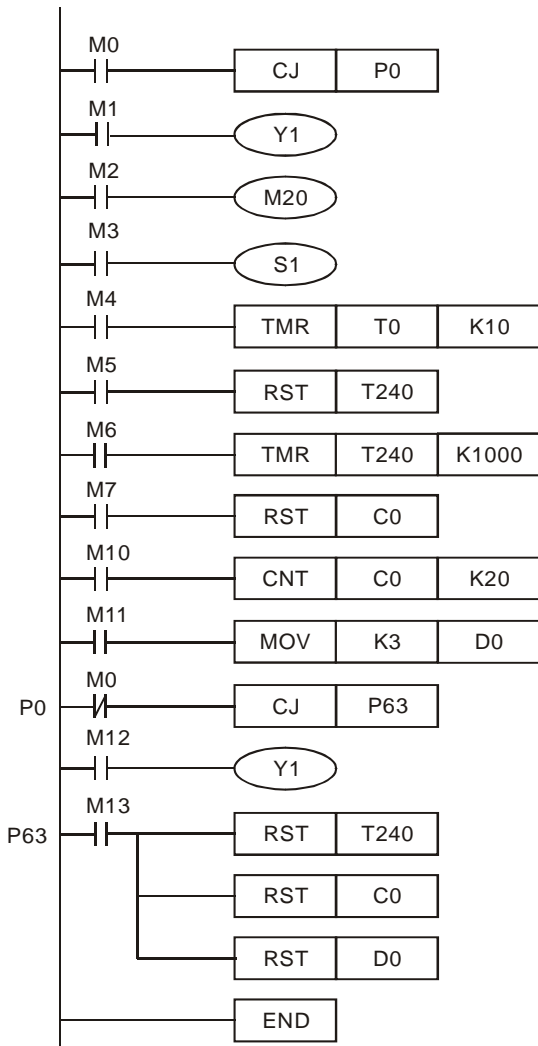 M0
CJ P0
M1
Y1
M2
M20
M3
S1
M4
TMR T0 K10
M5
RST T240
M6
TMR T240 K1000
M7
RST C0
M10
CNT C0 K20
M11
MOV K3 D0
M0
P0 CJ P63
M12
Y1
M13
P63 RST T240
RST C0
RST D0
END